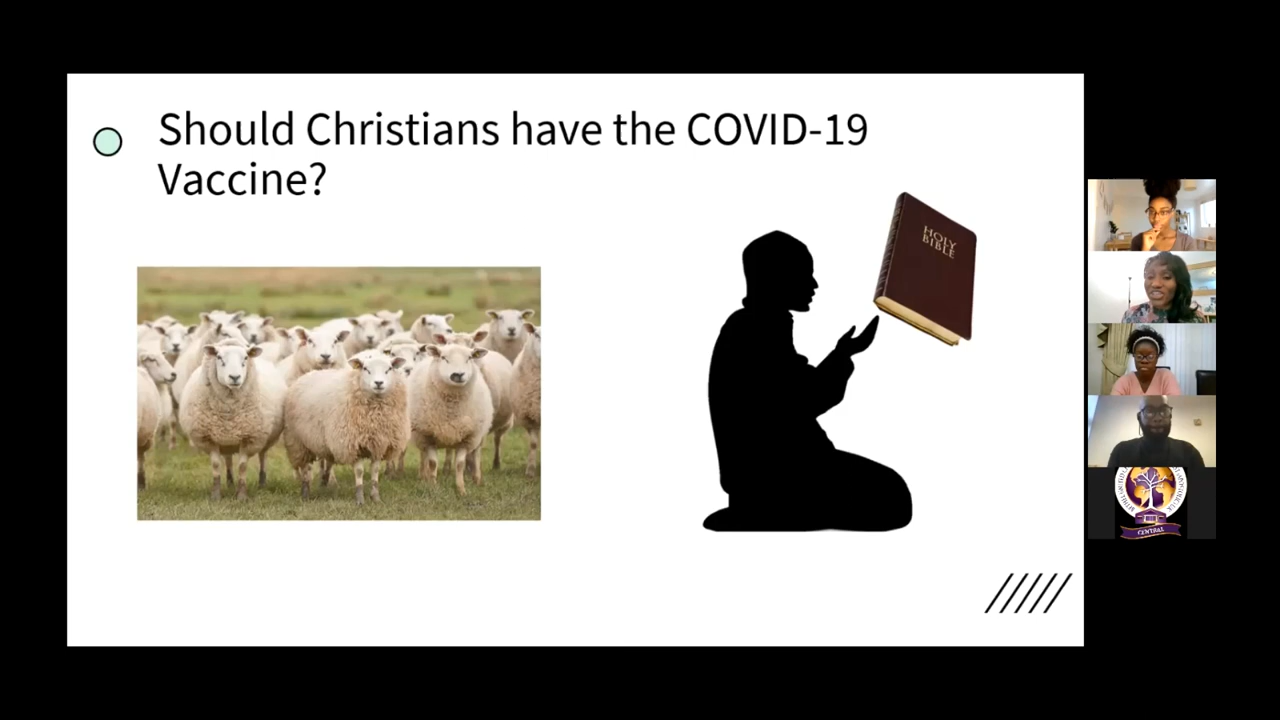 Should Christians have the COVID-19
Vaccine?
HOLY
BIBLE
CENTRAL